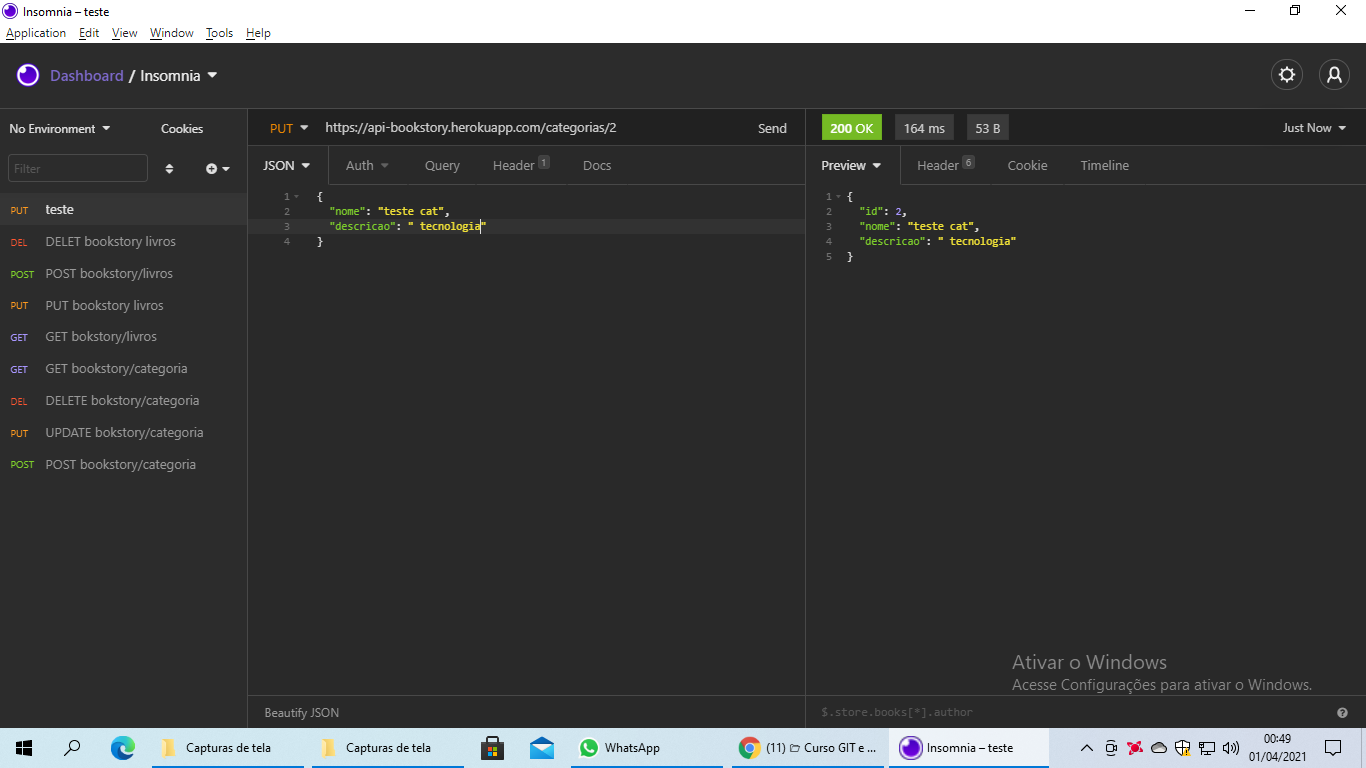 Insomnia – teste
Application Edit View Window Tools Help
Dashboard / Insomnia
No Environment Cookies
Filter
PUT teste
DEL DELET bookstory livros
POST POST bookstory/livros
PUT PUT bookstory livros
GET GET bokstory/livros
GET GET bookstory/categoria
DEL DELETE bokstory/categoria
PUT UPDATE bokstory/categoria
POST POST bookstory/categoria
PUT https://api-bookstory.herokuapp.com/categorias/2 Send
JSON Auth Query Header 1 Docs
1 {
2 "nome": "teste cat",
3 "descricao": " tecnologia"
4 }
Beautify JSON
200 OK 164 ms 53 B Just Now
Preview Header 6 Cookie Timeline
1 {
2 "id": 2,
3 "nome": "teste cat",
4 "descricao": " tecnologia"
5 }
Ativar o Windows
Acesse Configurações para ativar o Windows.
$.store.books[*].author
Capturas de tela
Capturas de tela
WhatsApp
(11) Curso GIT e ...
Insomnia – teste
00:49
01/04/2021